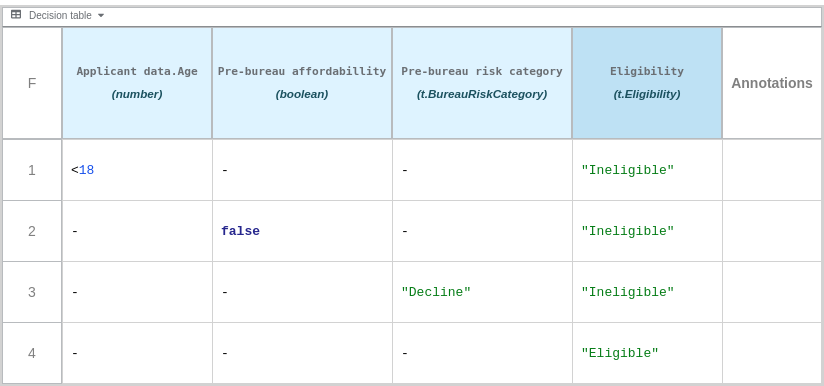 Decision table
F
Applicant data.Age
(number)
Pre-bureau affordabillity
(boolean)
Pre-bureau risk category
(t.BureauRiskCategory)
Eligibility
(t.Eligibility)
Annotations
1 <18 - - "Ineligible"
2 - false - "Ineligible"
3 - - "Decline" "Ineligible"
4 - - - "Eligible"